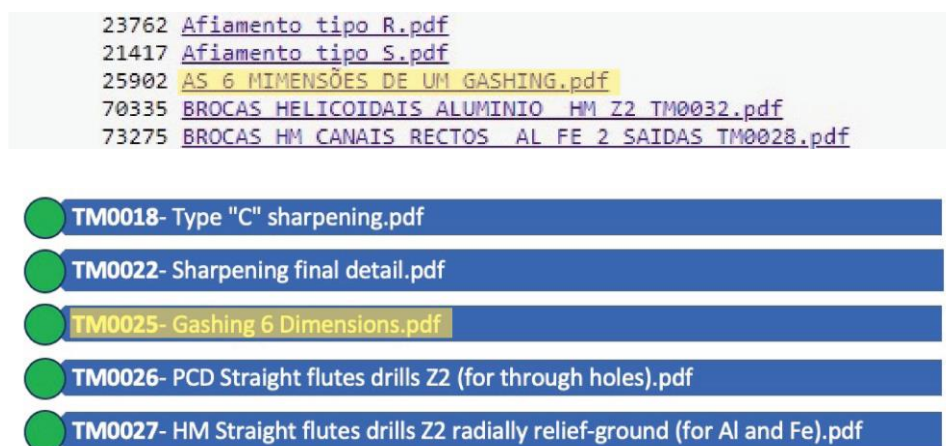 23762 Afiamento tipo R.pdf
21417 Afiamento tipo S.pdf
25902 AS 6 MIMENSÕES DE UM GASHING.pdf
70335 BROCAS HELICOIDAIS ALUMINIO  HM Z2 TM0032.pdf
73275 BROCAS HM CANAIS RECTOS  AL FE 2 SAIDAS TM0028.pdf
TM0018- Type "C" sharpening.pdf
TM0022- Sharpening final detail.pdf
TM0025- Gashing 6 Dimensions.pdf
TM0026- PCD Straight flutes drills Z2 (for through holes).pdf
TM0027- HM Straight flutes drills Z2 radially relief-ground (for Al and Fe).pdf